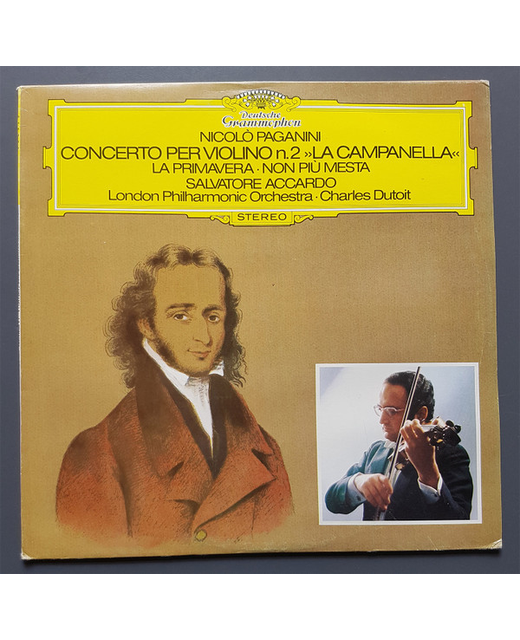 Deutsche
Grammophon
NICOLÒ PAGANINI
CONCERTO PER VIOLINO n.2 »LA CAMPANELLA«
LA PRIMAVERA · NON PIÙ MESTA
SALVATORE ACCARDO
London Philharmonic Orchestra · Charles Dutoit
STEREO